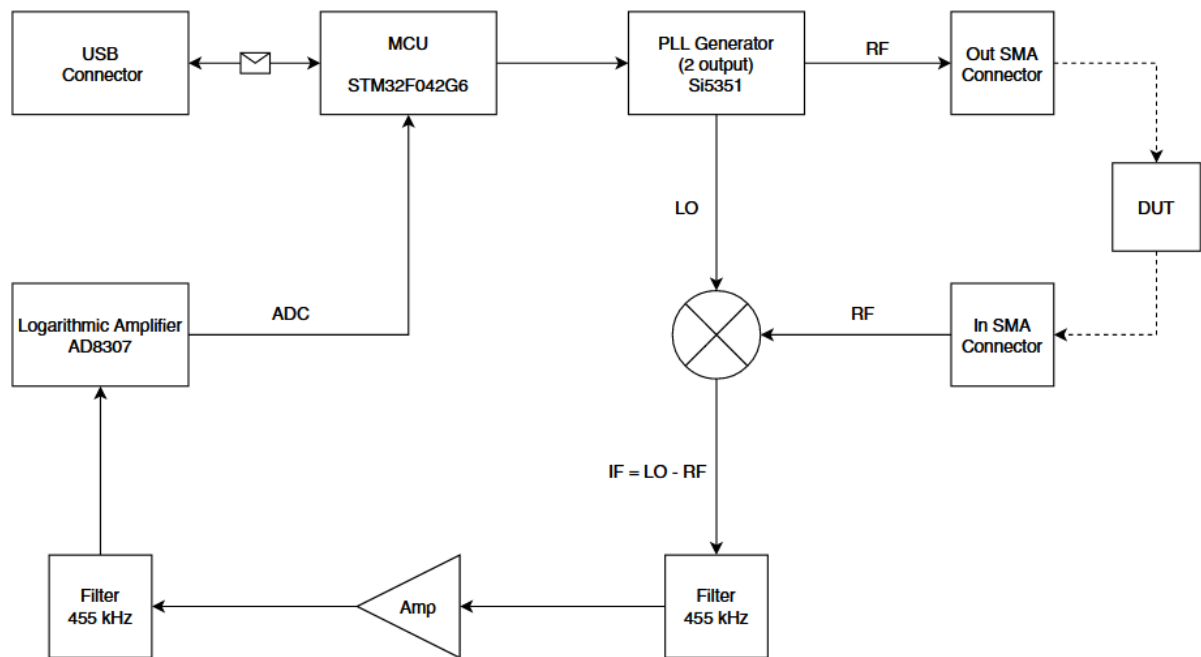 USB
Connector
MCU
STM32F042G6
PLL Generator
(2 output)
Si5351
RF
Out SMA
Connector
LO
DUT
Logarithmic Amplifier
AD8307
ADC
RF
In SMA
Connector
IF = LO - RF
Filter
455 kHz
Amp
Filter
455 kHz